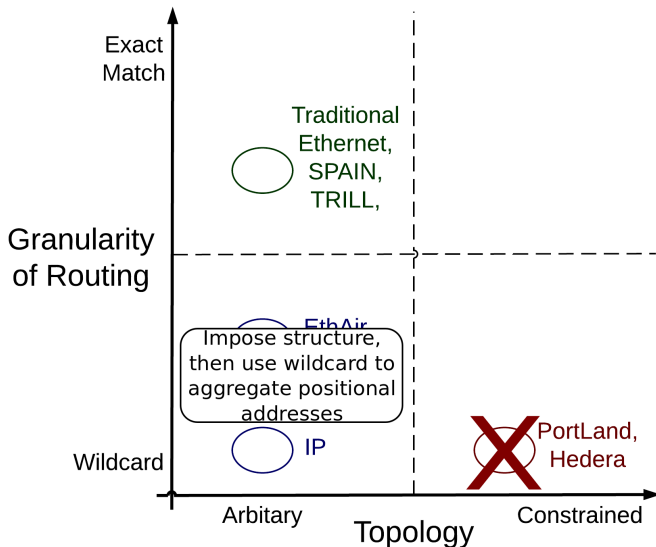 Exact
Match
Traditional
Ethernet,
SPAIN,
TRILL,
Granularity
of Routing
EthAir
Impose structure,
then use wildcard to
aggregate positional
addresses
IP
PortLand,
Hedera
Wildcard
Arbitary
Constrained
Topology